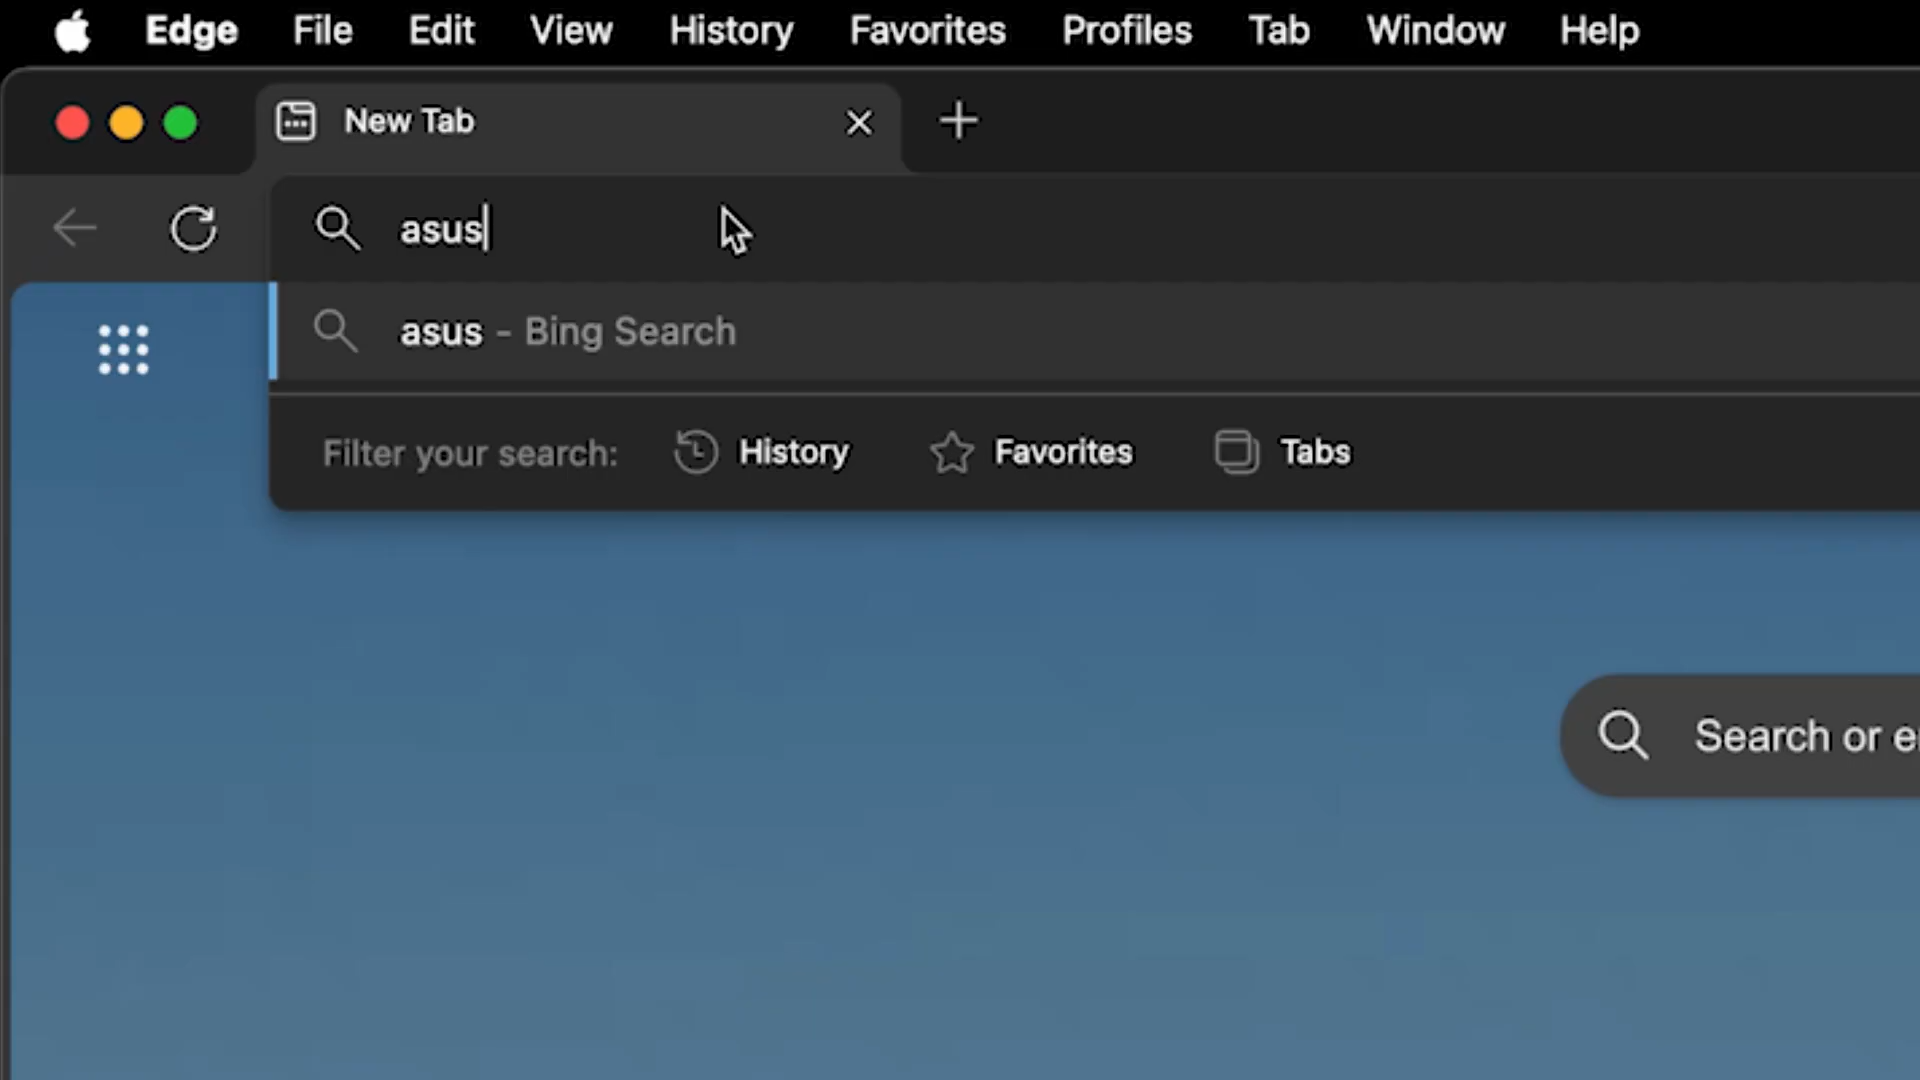 Edge File Edit View History Favorites Profiles Tab Window Help
New Tab
asus
asus - Bing Search
Filter your search: History Favorites Tabs
Search or e